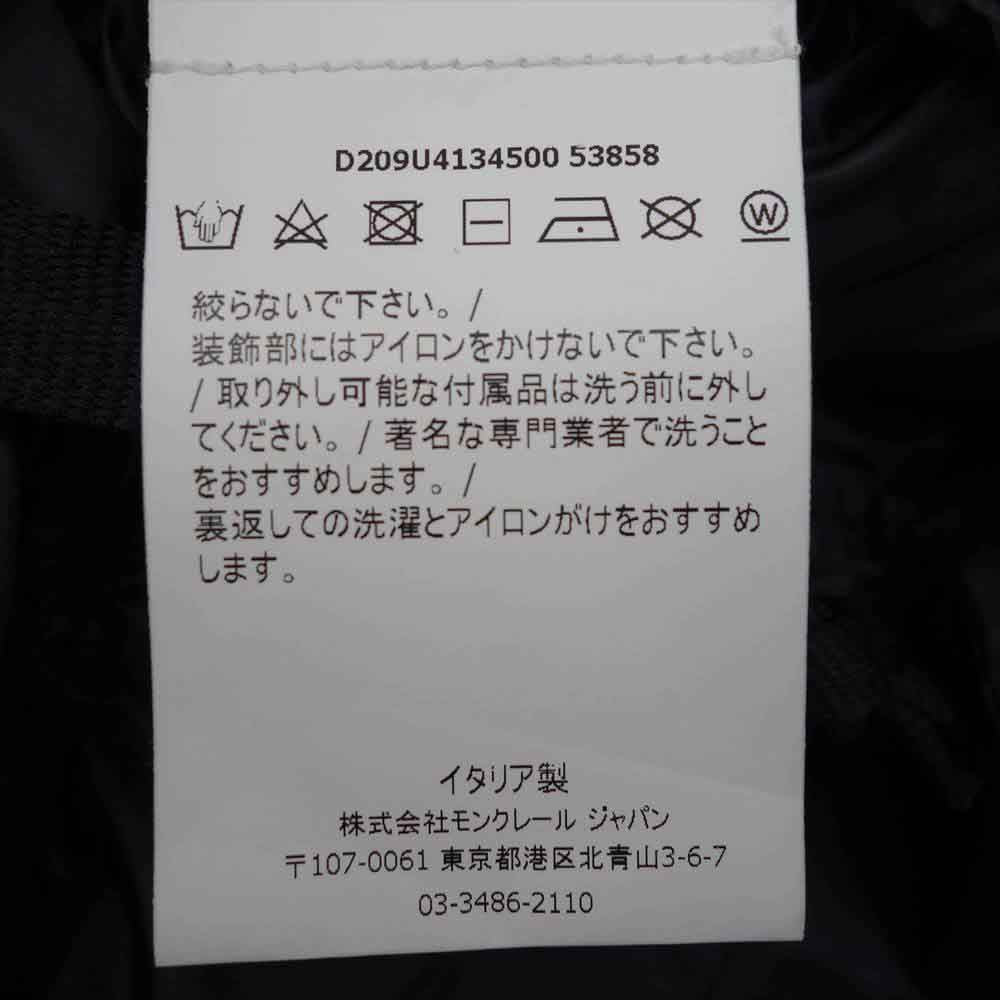 D209U4134500 53858
W
絞らないで下さい。/
装飾部にはアイロンをかけないで下さい。
/ 取り外し可能な付属品は洗う前に外し
てください。/ 著名な専門業者で洗うこと
をおすすめします。/
裏返しての洗濯とアイロンがけをおすすめ
します。
イタリア製
株式会社モンクレール ジャパン
〒107-0061 東京都港区北青山3-6-7
03-3486-2110